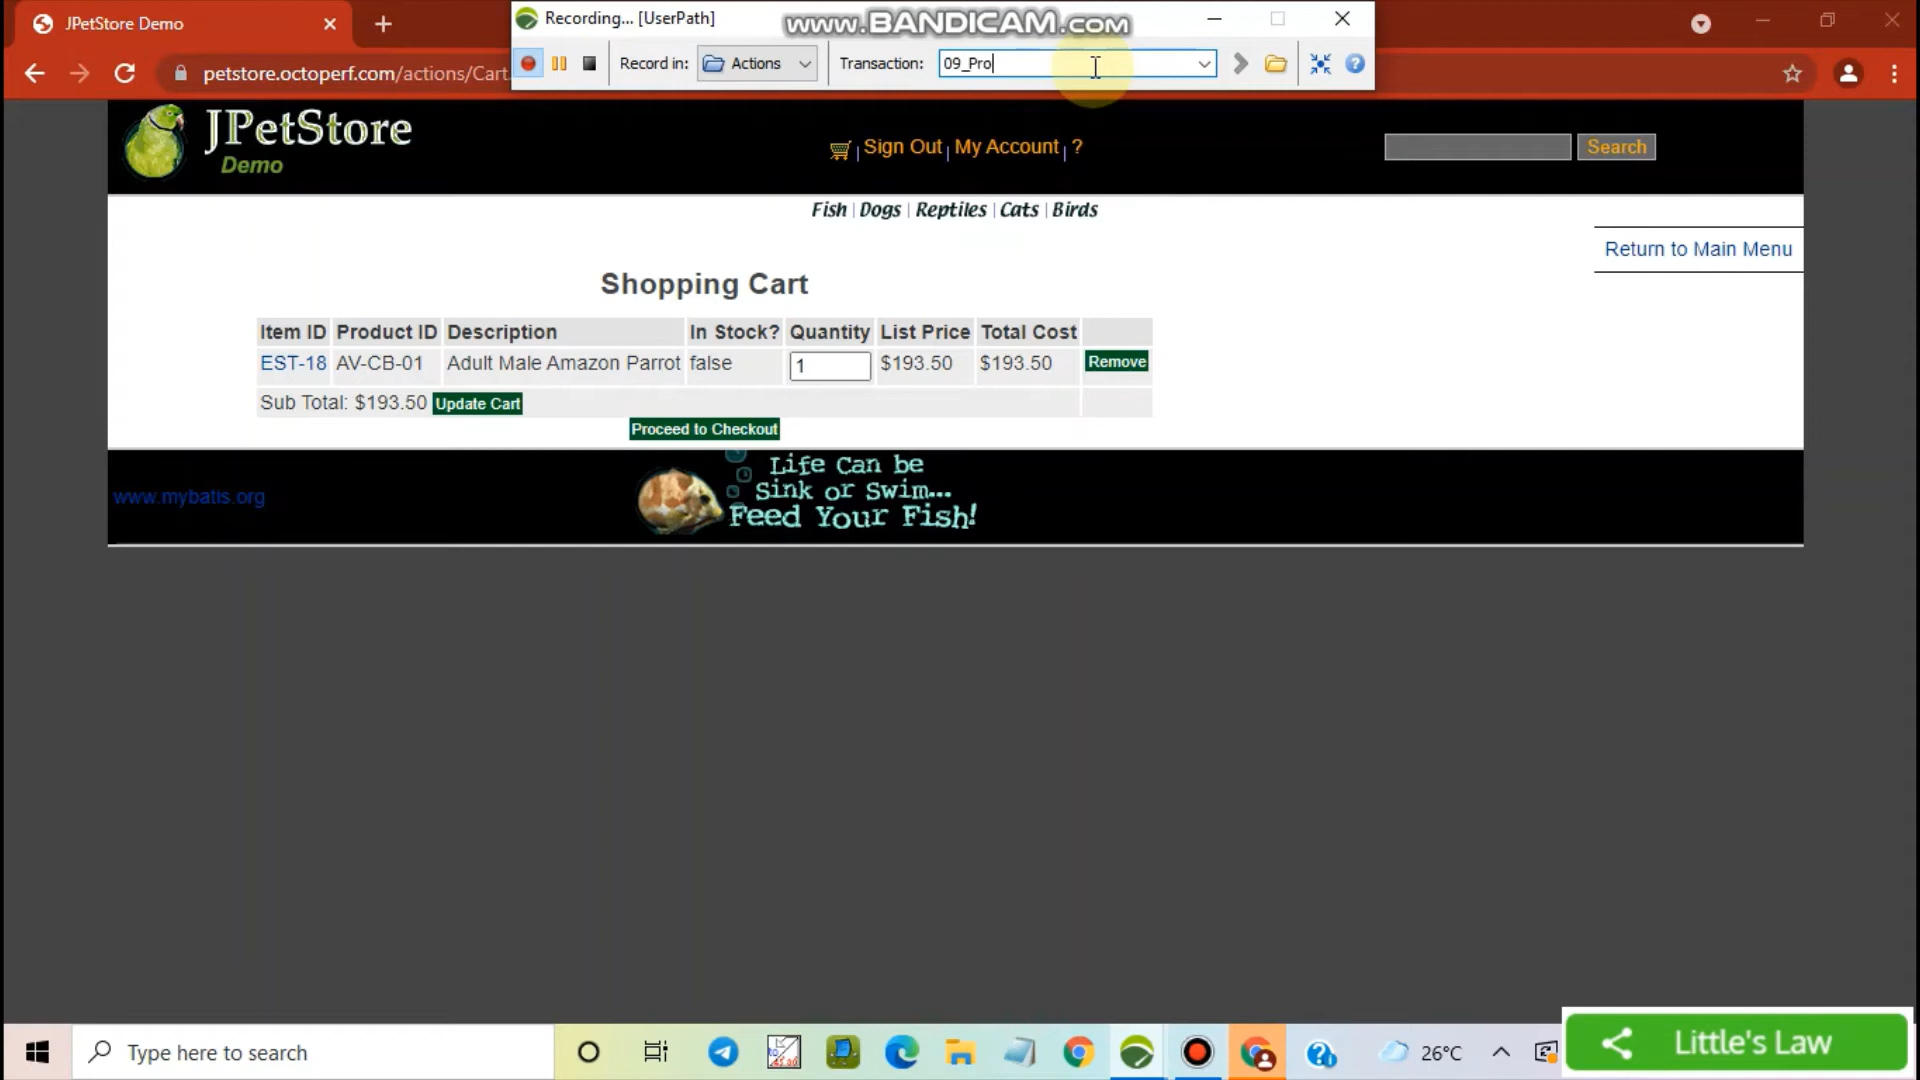 JPetStore Demo
Recording... [UserPath]
www.BANDICAM.com
petstore.octoperf.com/actions/Cart.
Record in: Actions
Transaction: 09_Pro
JPetStore
Demo
Sign Out | My Account | ?
Search
Fish | Dogs | Reptiles | Cats | Birds
Return to Main Menu
Shopping Cart
Item ID Product ID Description In Stock? Quantity List Price Total Cost
EST-18 AV-CB-01 Adult Male Amazon Parrot false 1 $193.50 $193.50 Remove
Sub Total: $193.50 Update Cart
Proceed to Checkout
www.mybatis.org
Life Can be
Sink or Swim...
Feed Your Fish!
Type here to search
26°C
Little's Law